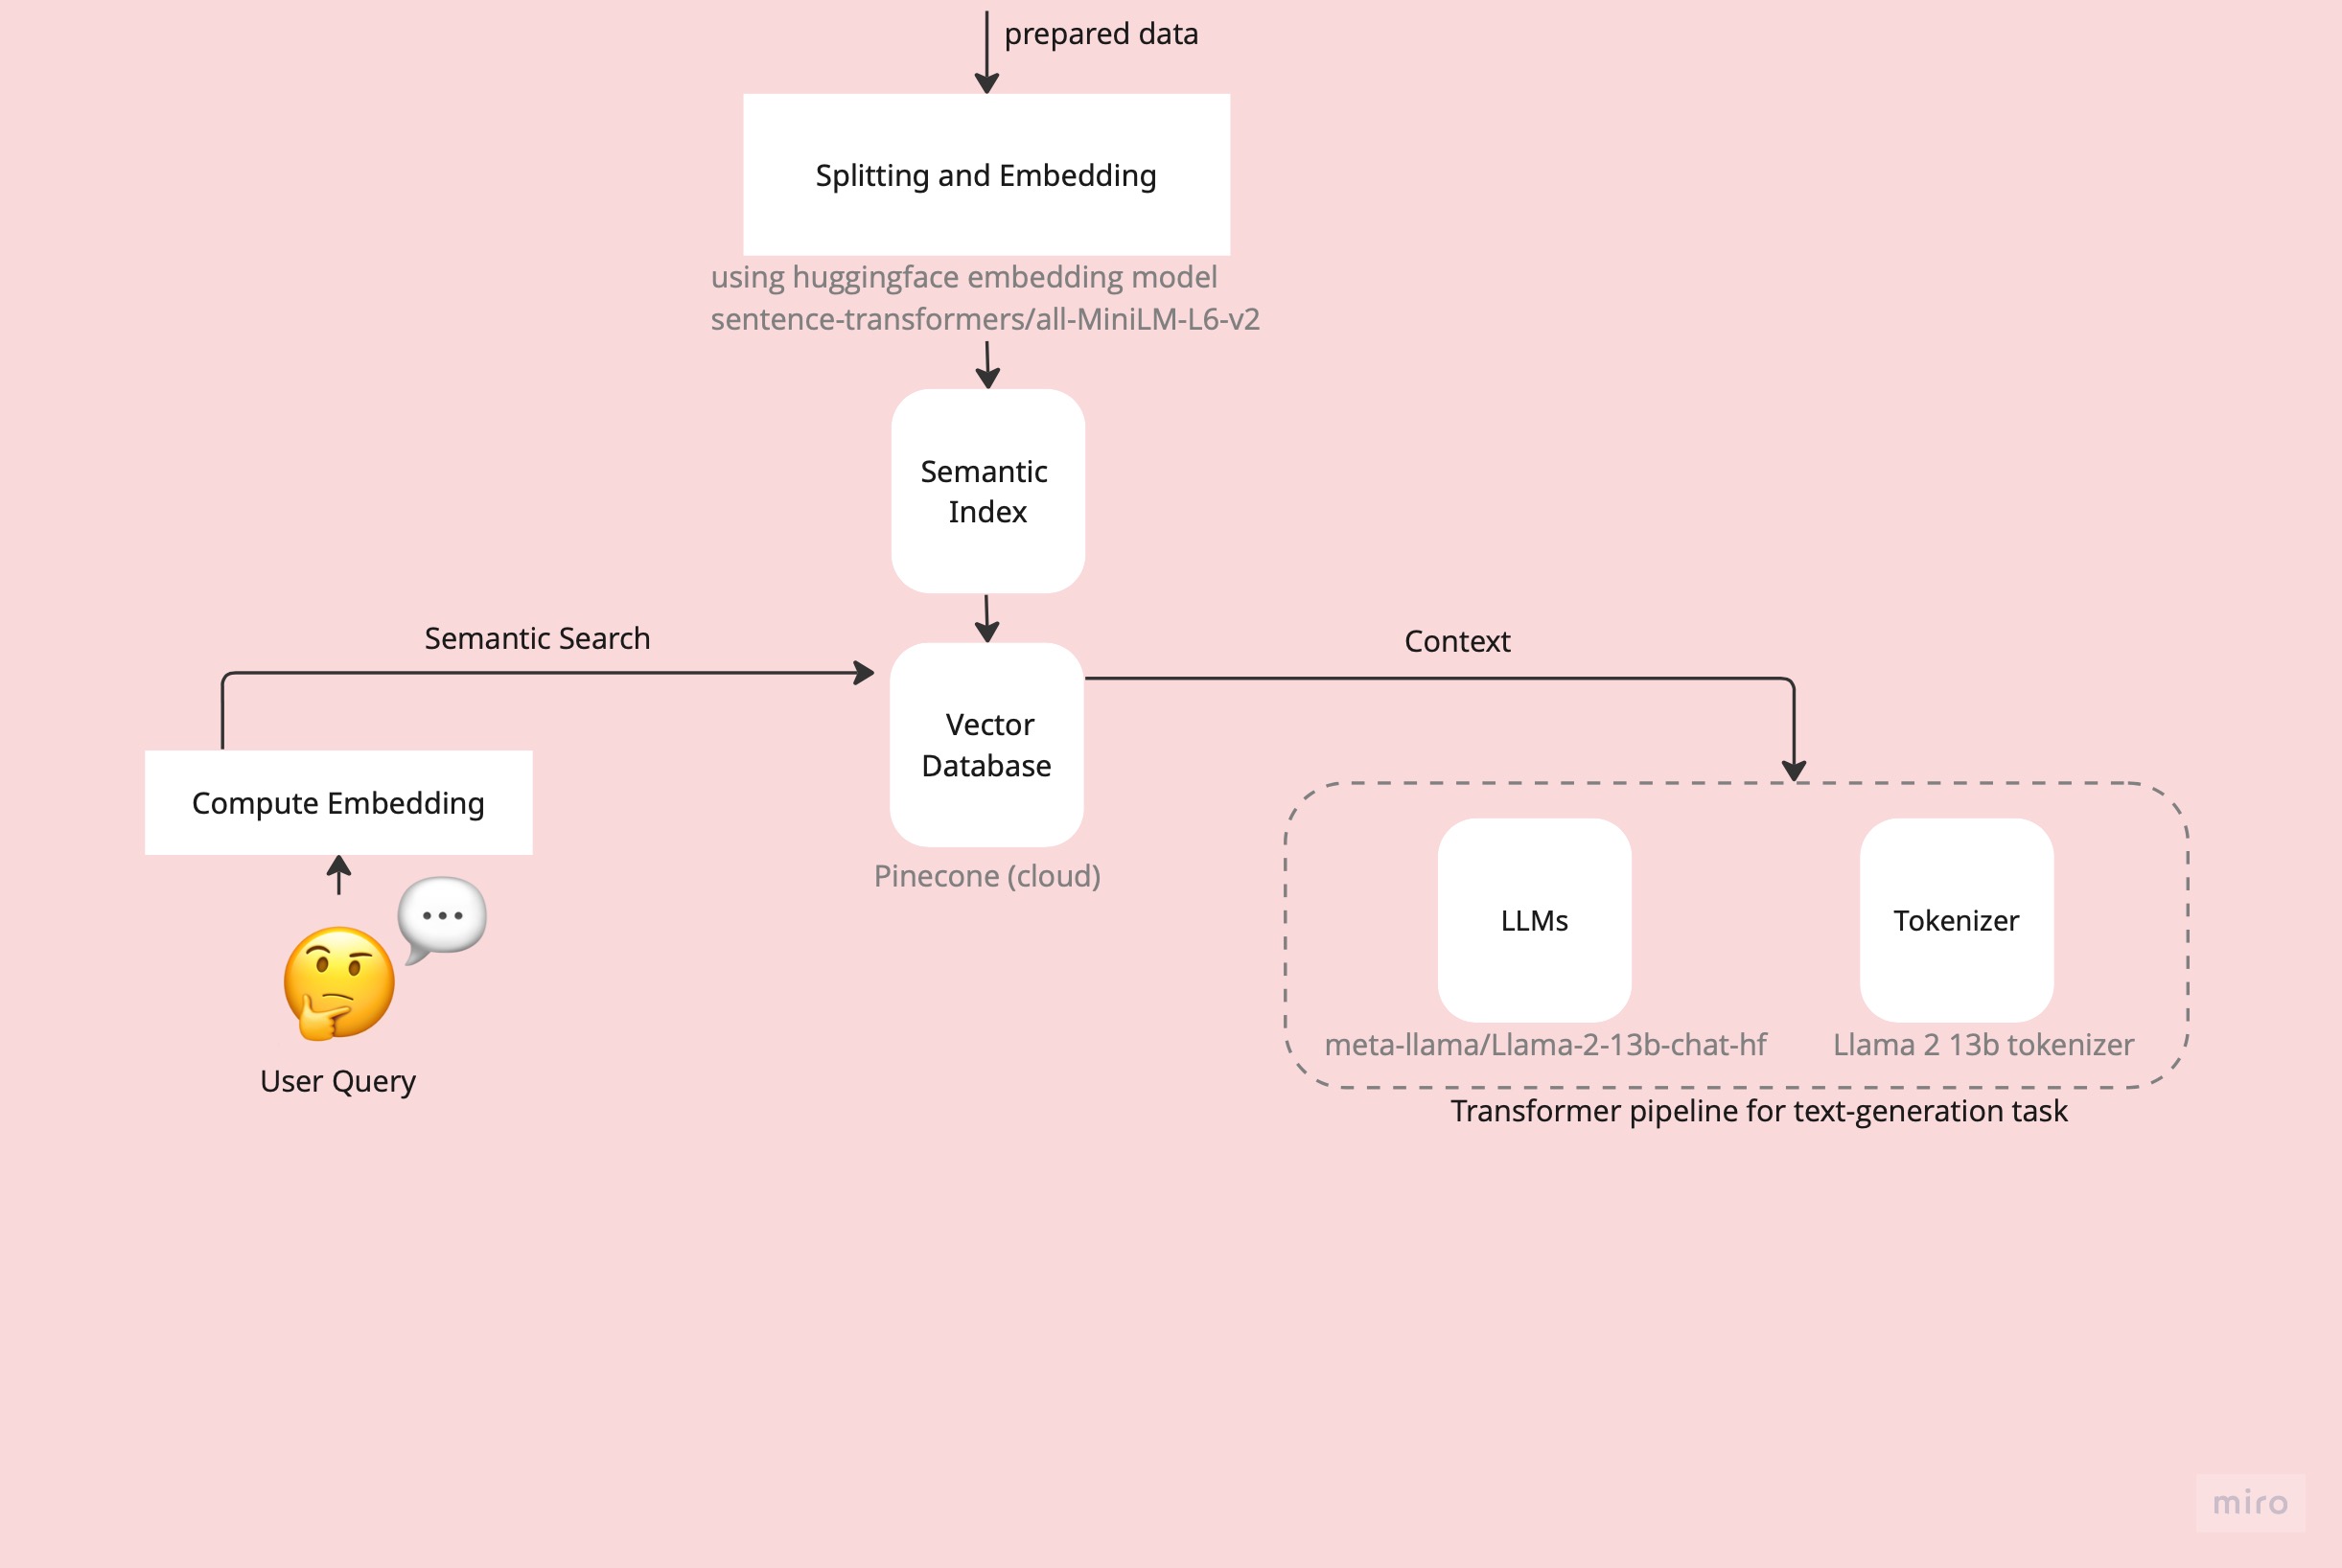 prepared data
Splitting and Embedding
using huggingface embedding model
sentence-transformers/all-MiniLM-L6-v2
Semantic
Index
Semantic Search
Context
Vector
Database
Compute Embedding
Pinecone (cloud)
LLMs
Tokenizer
meta-llama/Llama-2-13b-chat-hf
Llama 2 13b tokenizer
User Query
Transformer pipeline for text-generation task
miro